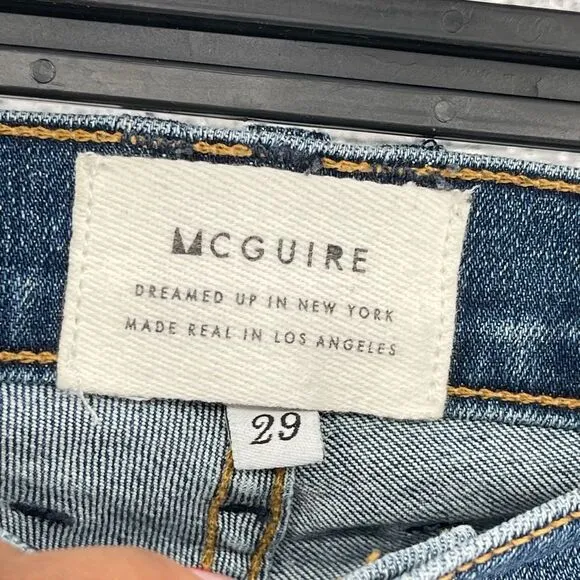 MCGUIRE
DREAMED UP IN NEW YORK
MADE REAL IN LOS ANGELES
29